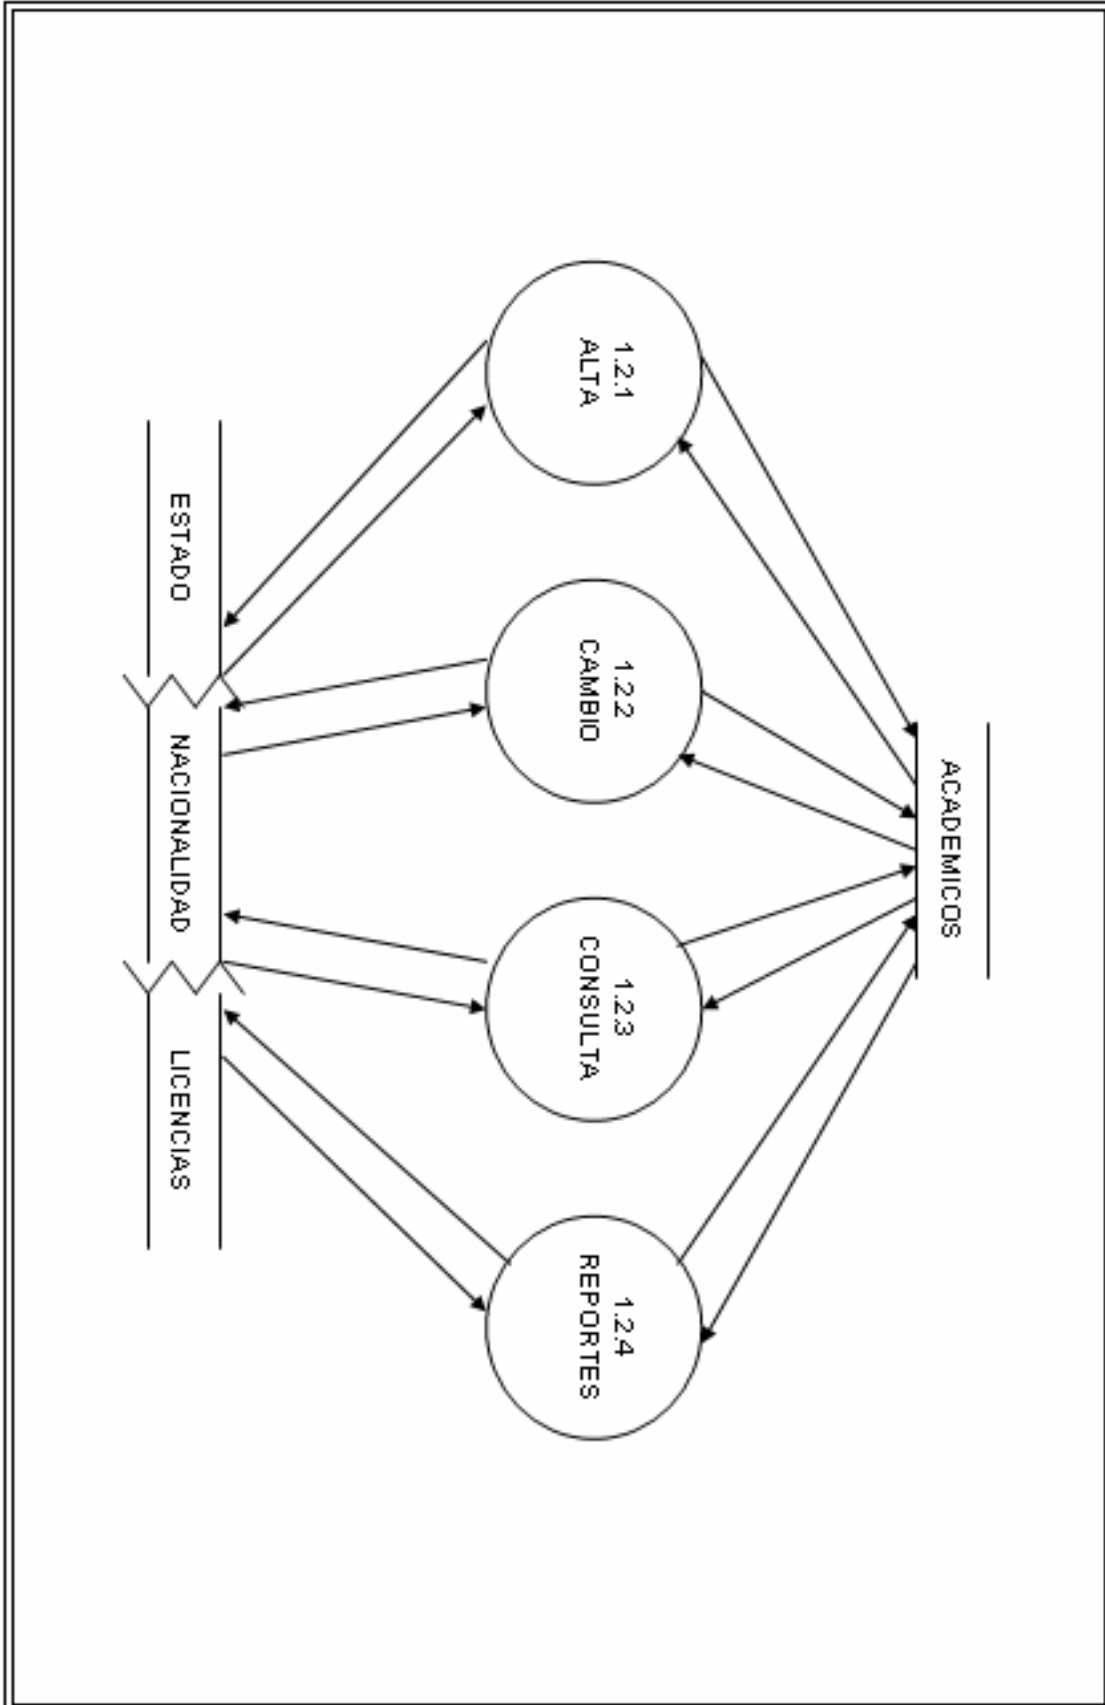 ACADEMICOS
1.2.1
ALTA
1.2.2
CAMBIO
1.2.3
CONSULTA
1.2.4
REPORTES
ESTADO
NACIONALIDAD
LICENCIAS